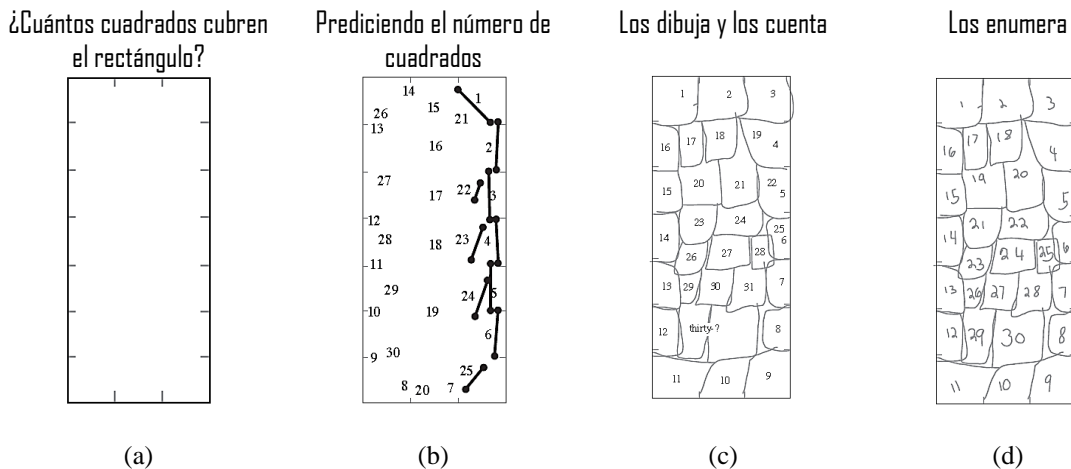 ¿Cuántos cuadrados cubren
el rectángulo?
Prediciendo el número de
cuadrados
Los dibuja y los cuenta
Los enumera
14 1
15
26 21
13
16 2
27 22 3
17
12
28 18 23 4
11
29 24 5
10 19
6
9 30 25
8 20 7
1 2 3
16 17 18 19 4
15 20 21 22 5
14 23 24 25 6
26 27 28
13 29 30 31 7
12 thirty-? 8
11 10 9
1 2 3
16 17 18 4
15 19 20 5
14 21 22 6
23 24 25
13 26 27 28 7
12 29 30 8
11 10 9
(a) (b) (c) (d)